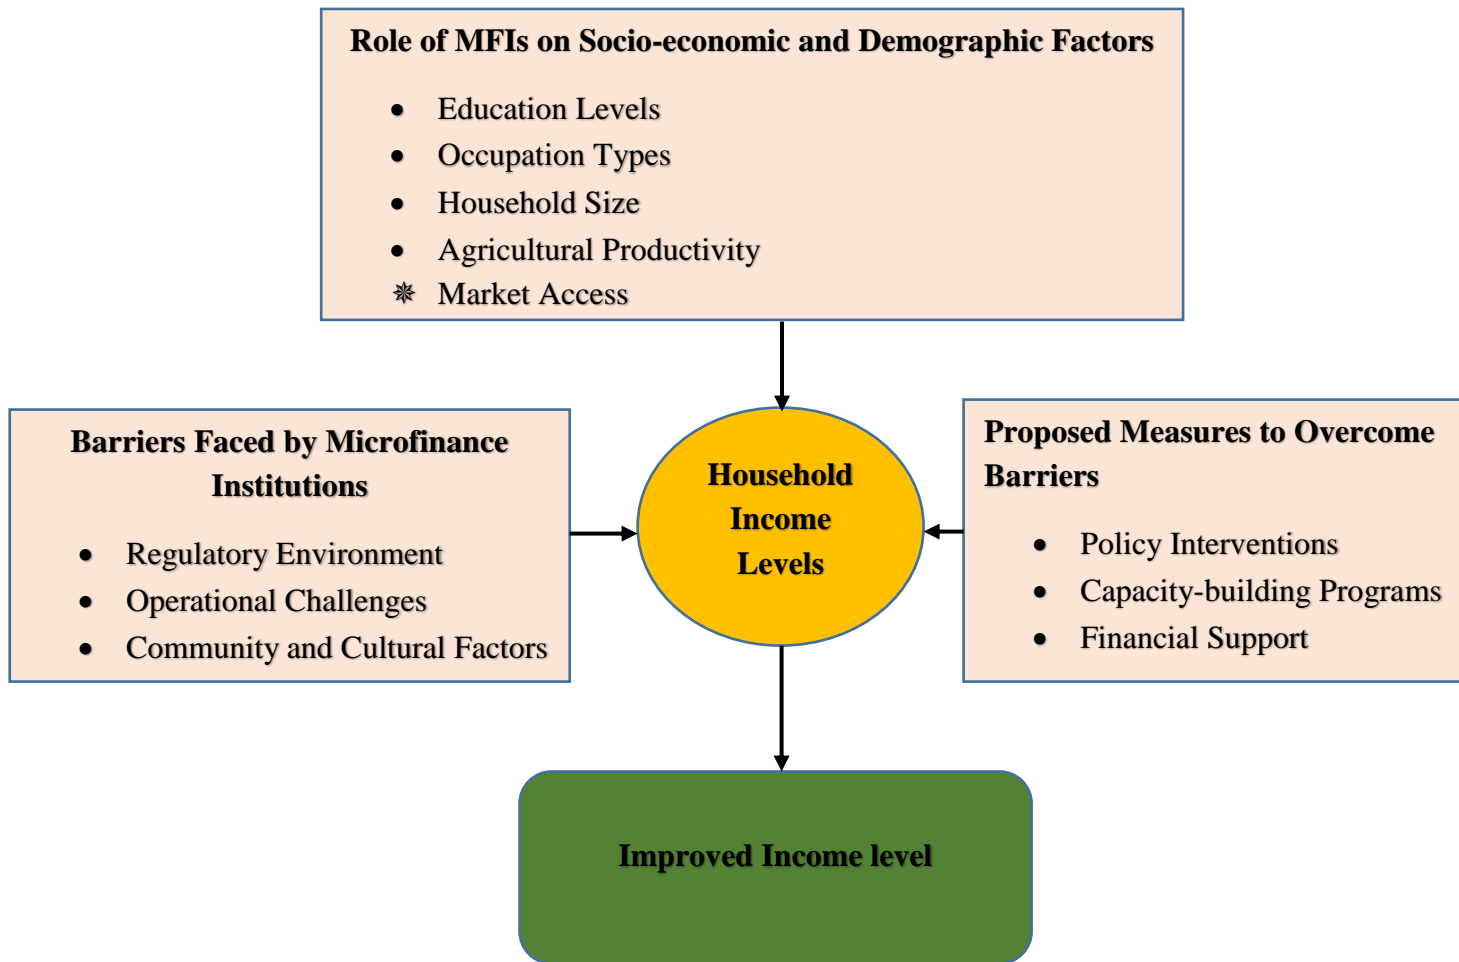 Role of MFIs on Socio-economic and Demographic Factors
• Education Levels
• Occupation Types
• Household Size
• Agricultural Productivity
✵ Market Access
Barriers Faced by Microfinance
Institutions
• Regulatory Environment
• Operational Challenges
• Community and Cultural Factors
Household
Income
Levels
Proposed Measures to Overcome
Barriers
• Policy Interventions
• Capacity-building Programs
• Financial Support
Improved Income level